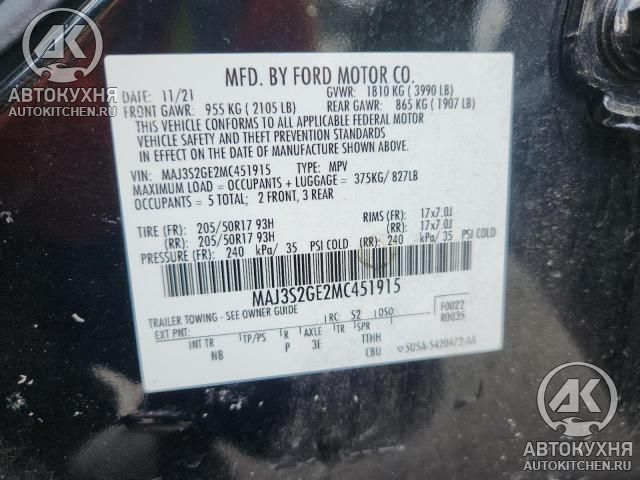 AK
АВТОКУХНЯ
AUTOKITCHEN.RU
MFD. BY FORD MOTOR CO.
DATE: 11/21 GVWR: 1810 KG ( 3990 LB)
FRONT GAWR: 955 KG ( 2105 LB) REAR GAWR: 865 KG ( 1907 LB)
THIS VEHICLE CONFORMS TO ALL APPLICABLE FEDERAL MOTOR
VEHICLE SAFETY AND THEFT PREVENTION STANDARDS
IN EFFECT ON THE DATE OF MANUFACTURE SHOWN ABOVE.
VIN: MAJ3S2GE2MC451915 TYPE: MPV
MAXIMUM LOAD = OCCUPANTS + LUGGAGE = 375KG/ 827LB
OCCUPANTS = 5 TOTAL; 2 FRONT, 3 REAR
TIRE (FR): 205/50R17 93H RIMS (FR): 17x7.0J
(RR): 205/50R17 93H (RR): 17x7.0J
PRESSURE (FR): 240 kPa/ 35 PSI COLD (RR): 240 kPa/ 35 PSI COLD
MAJ3S2GE2MC451915
TRAILER TOWING - SEE OWNER GUIDE
EXT PNT: RC: 52 DSO: F0022
R0035
INT TR TP/PS R AXLE TR SPR
NB P 3E TTHH
CBU
AK
АВТОКУХНЯ
AUTOKITCHEN.RU